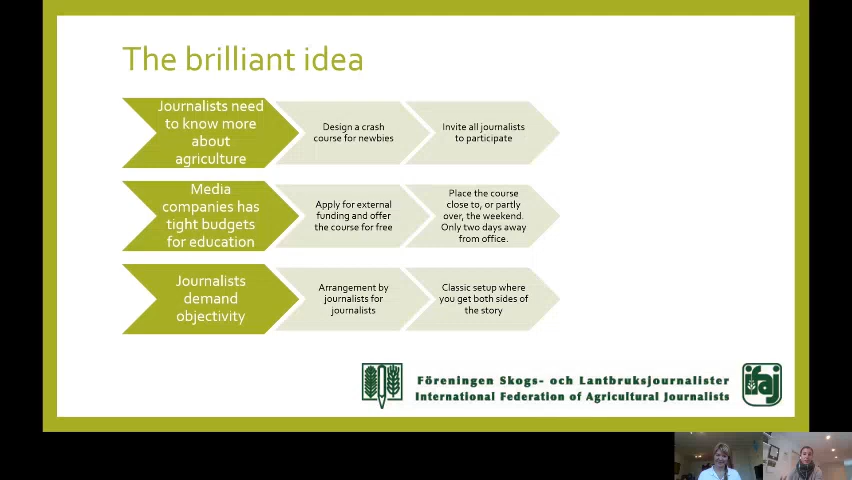 The brilliant idea
Journalists need
to know more
about
agriculture
Design a crash
course for newbies
Invite all journalists
to participate
Media
companies has
tight budgets
for education
Apply for external
funding and offer
the course for free
Place the course
close to, or partly
over, the weekend.
Only two days away
from office.
Journalists
demand
objectivity
Arrangement by
journalists for
journalists
Classic setup where
you get both sides of
the story
Föreningen Skogs- och Lantbruksjournalister
International Federation of Agricultural Journalists
ifaj